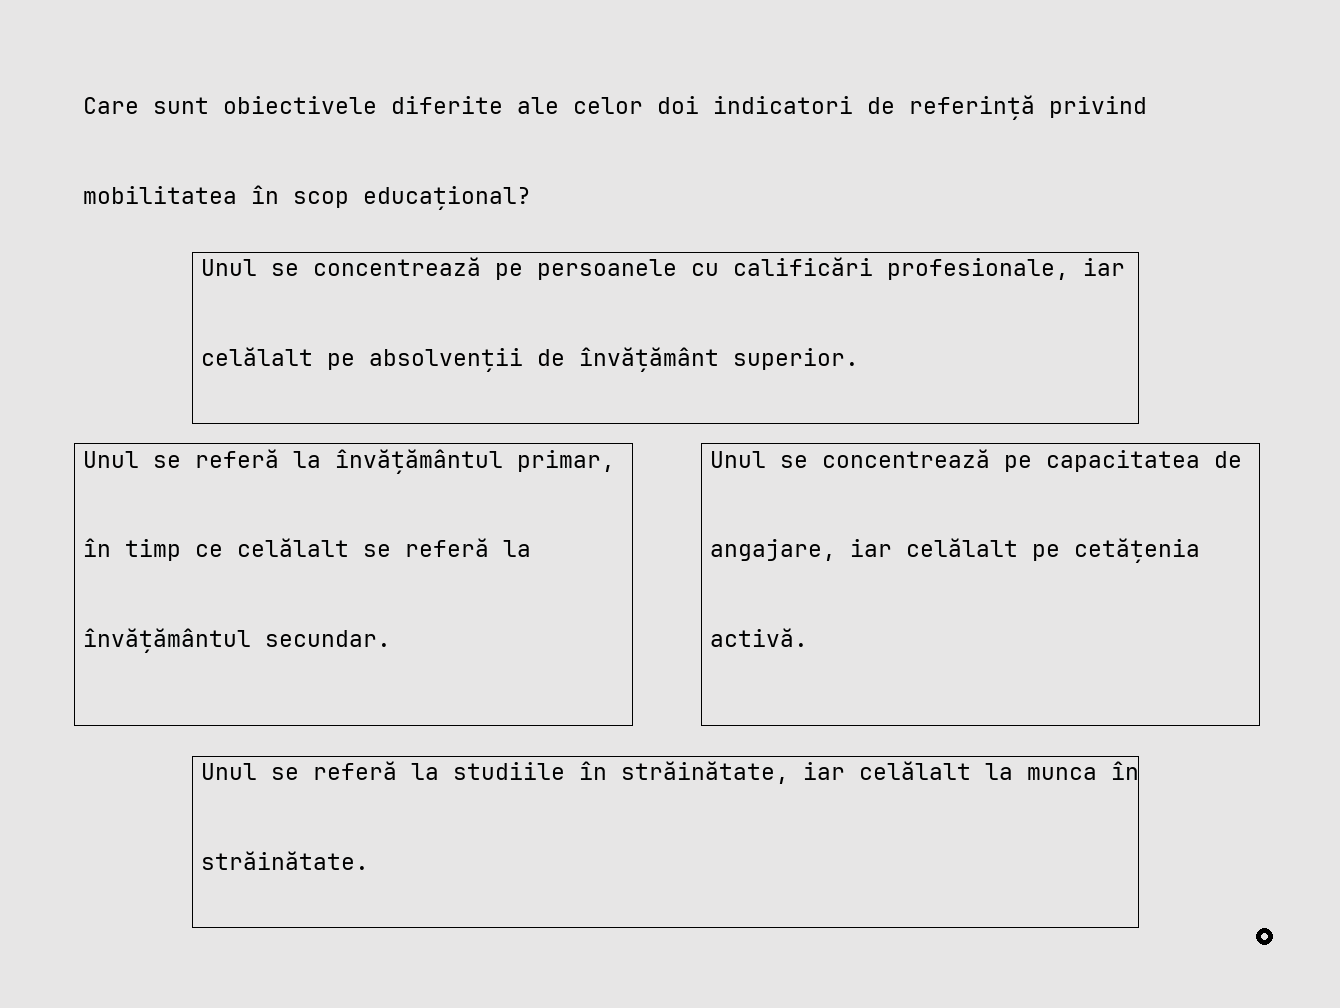 Care sunt obiectivele diferite ale celor doi indicatori de referință privind
mobilitatea în scop educațional?
Unul se concentrează pe persoanele cu calificări profesionale, iar
celălalt pe absolvenții de învățământ superior.
Unul se referă la învățământul primar,
în timp ce celălalt se referă la
învățământul secundar.
Unul se concentrează pe capacitatea de
angajare, iar celălalt pe cetățenia
activă.
Unul se referă la studiile în străinătate, iar celălalt la munca în
străinătate.